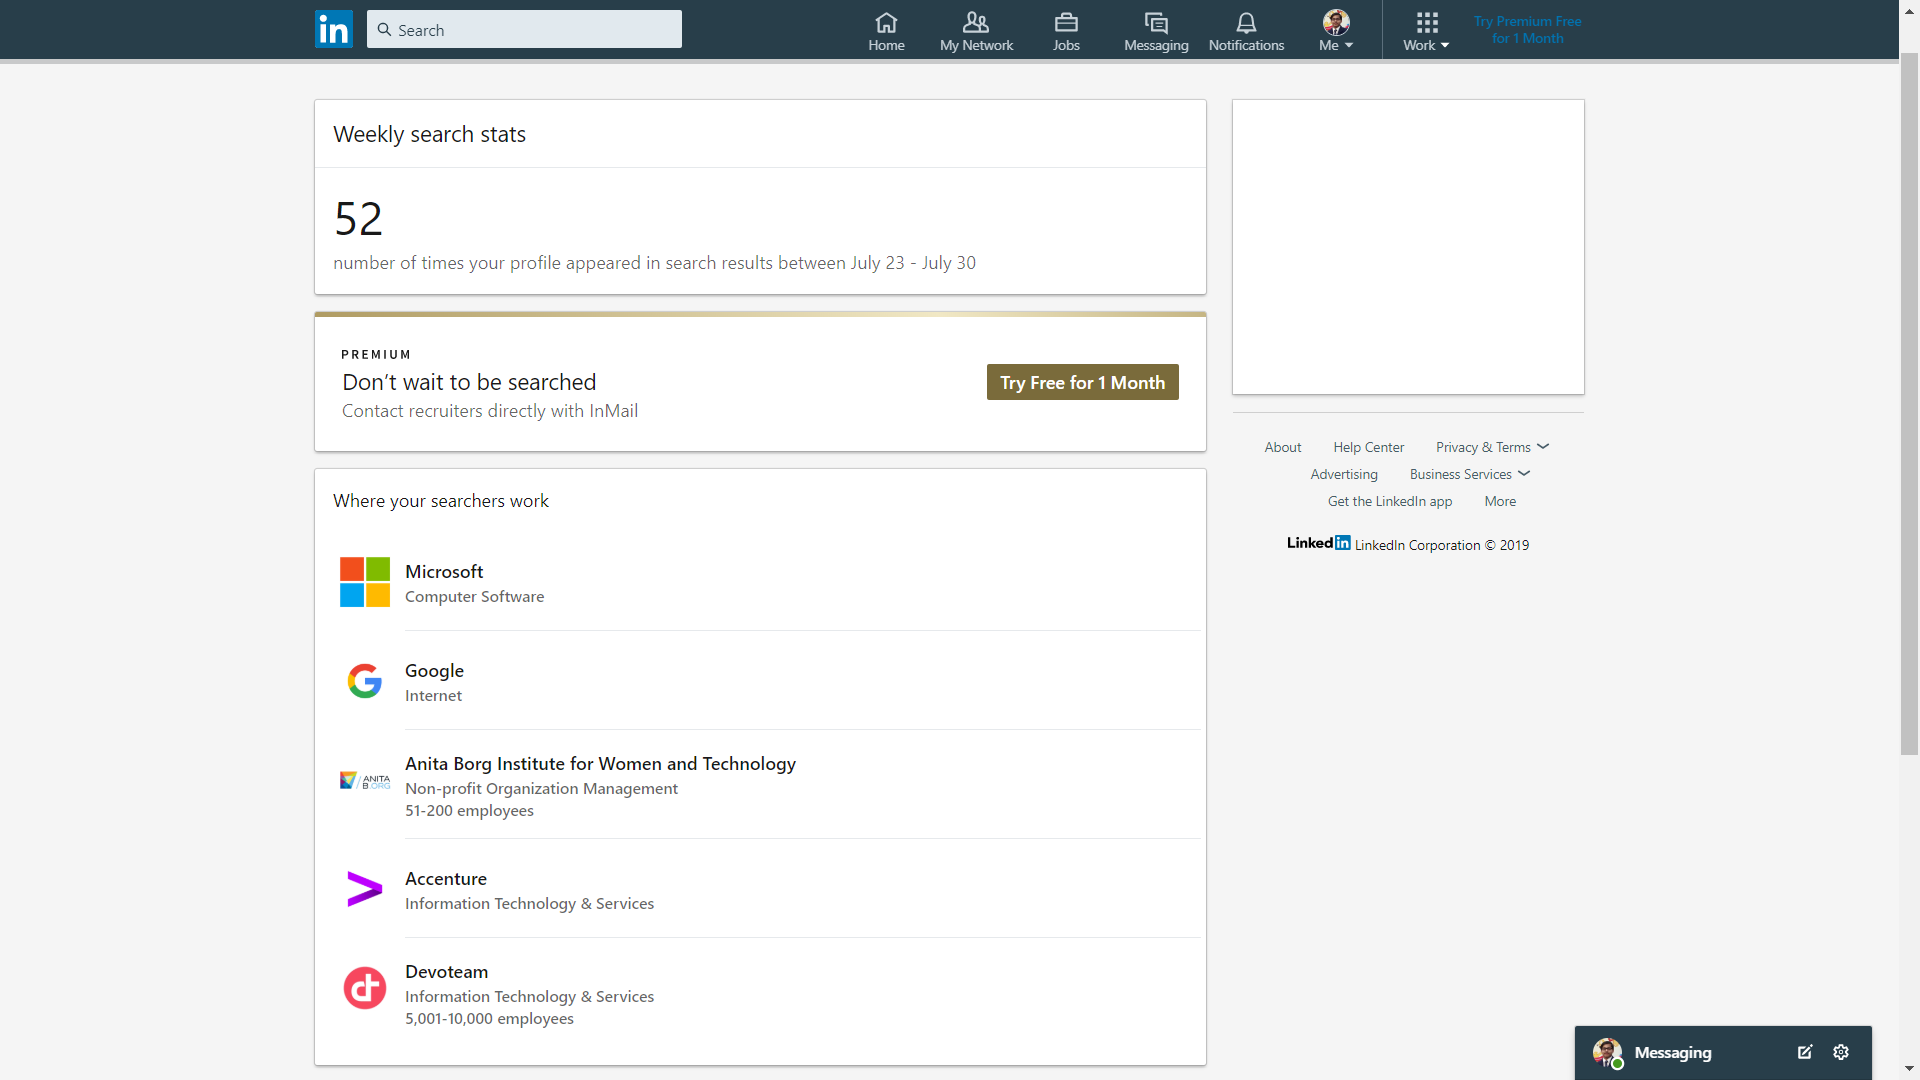 in
Search
Home
My Network
Jobs
Messaging
Notifications
Me
Work
Try Premium Free
for 1 Month
Weekly search stats
52
number of times your profile appeared in search results between July 23 - July 30
PREMIUM
Don’t wait to be searched
Contact recruiters directly with InMail
Try Free for 1 Month
Where your searchers work
Microsoft
Computer Software
Google
Internet
ANITA
B.ORG
Anita Borg Institute for Women and Technology
Non-profit Organization Management
51-200 employees
Accenture
Information Technology & Services
Devoteam
Information Technology & Services
5,001-10,000 employees
About
Help Center
Privacy & Terms
Advertising
Business Services
Get the LinkedIn app
More
Linked in LinkedIn Corporation © 2019
Messaging